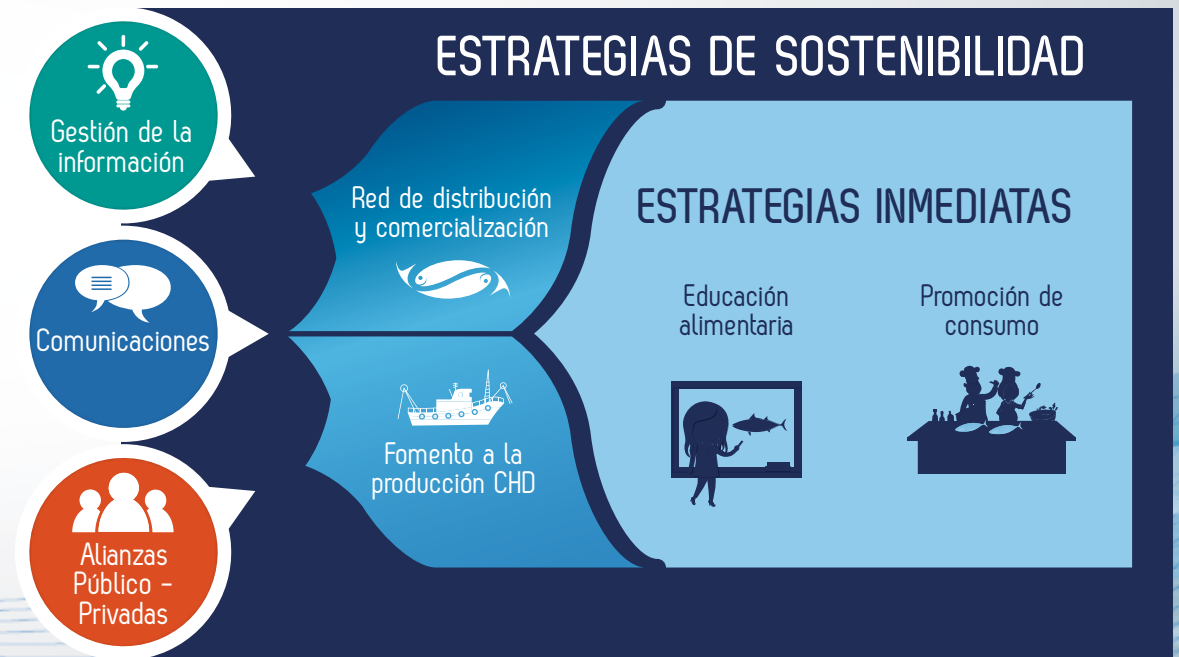 ESTRATEGIAS DE SOSTENIBILIDAD
Gestión de la
información
Comunicaciones
Alianzas
Público -
Privadas
Red de distribución
y comercialización
Fomento a la
producción CHD
ESTRATEGIAS INMEDIATAS
Educación
alimentaria
Promoción de
consumo